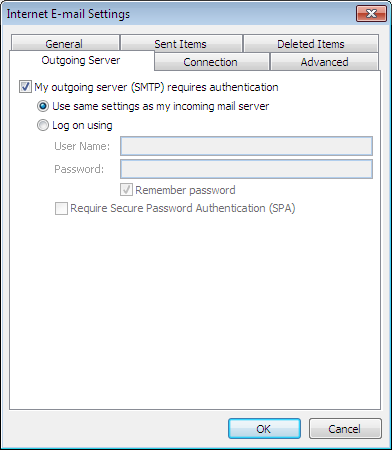 Internet E-mail Settings
General Sent Items Deleted Items
Outgoing Server Connection Advanced
My outgoing server (SMTP) requires authentication
Use same settings as my incoming mail server
Log on using
User Name:
Password:
Remember password
Require Secure Password Authentication (SPA)
OK Cancel